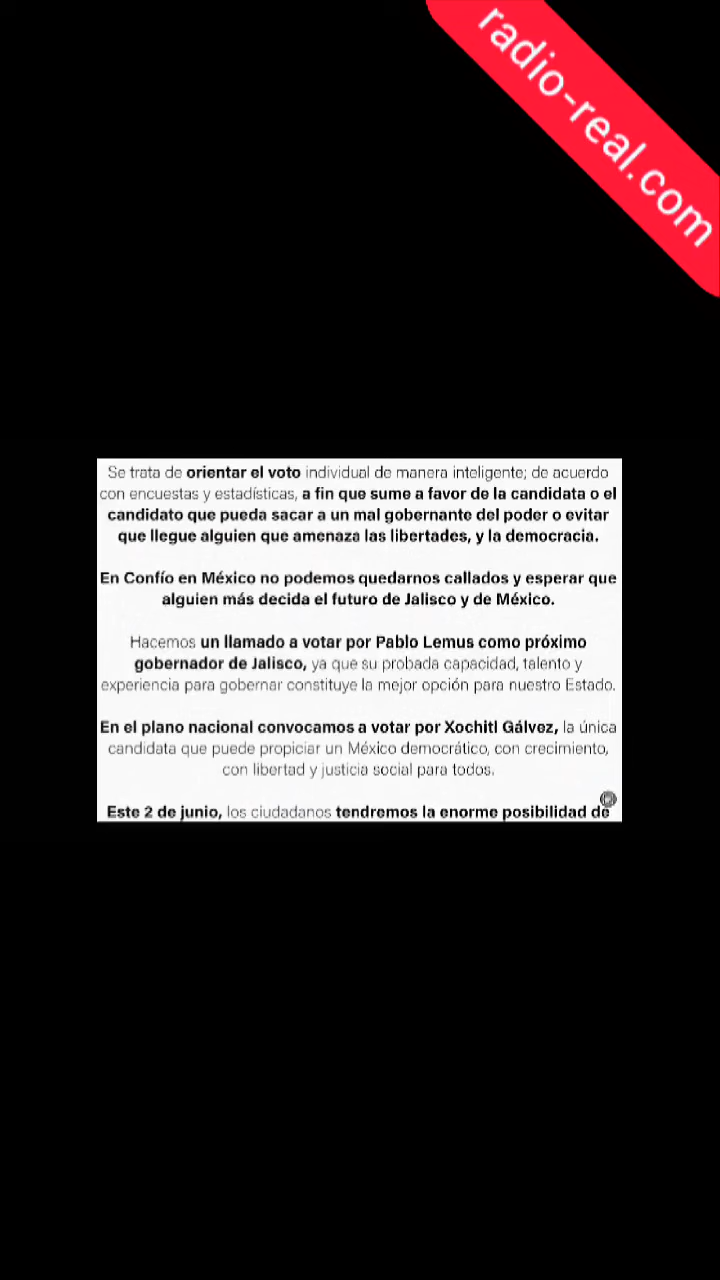 radio-real.com
Se trata de orientar el voto individual de manera inteligente; de acuerdo
con encuestas y estadísticas, a fin que sume a favor de la candidata o el
candidato que pueda sacar a un mal gobernante del poder o evitar
que llegue alguien que amenaza las libertades, y la democracia.
En Confío en México no podemos quedarnos callados y esperar que
alguien más decida el futuro de Jalisco y de México.
Hacemos un llamado a votar por Pablo Lemus como próximo
gobernador de Jalisco, ya que su probada capacidad, talento y
experiencia para gobernar constituye la mejor opción para nuestro Estado.
En el plano nacional convocamos a votar por Xochitl Gálvez, la única
candidata que puede propiciar un México democrático, con crecimiento,
con libertad y justicia social para todos.
Este 2 de junio, los ciudadanos tendremos la enorme posibilidad de